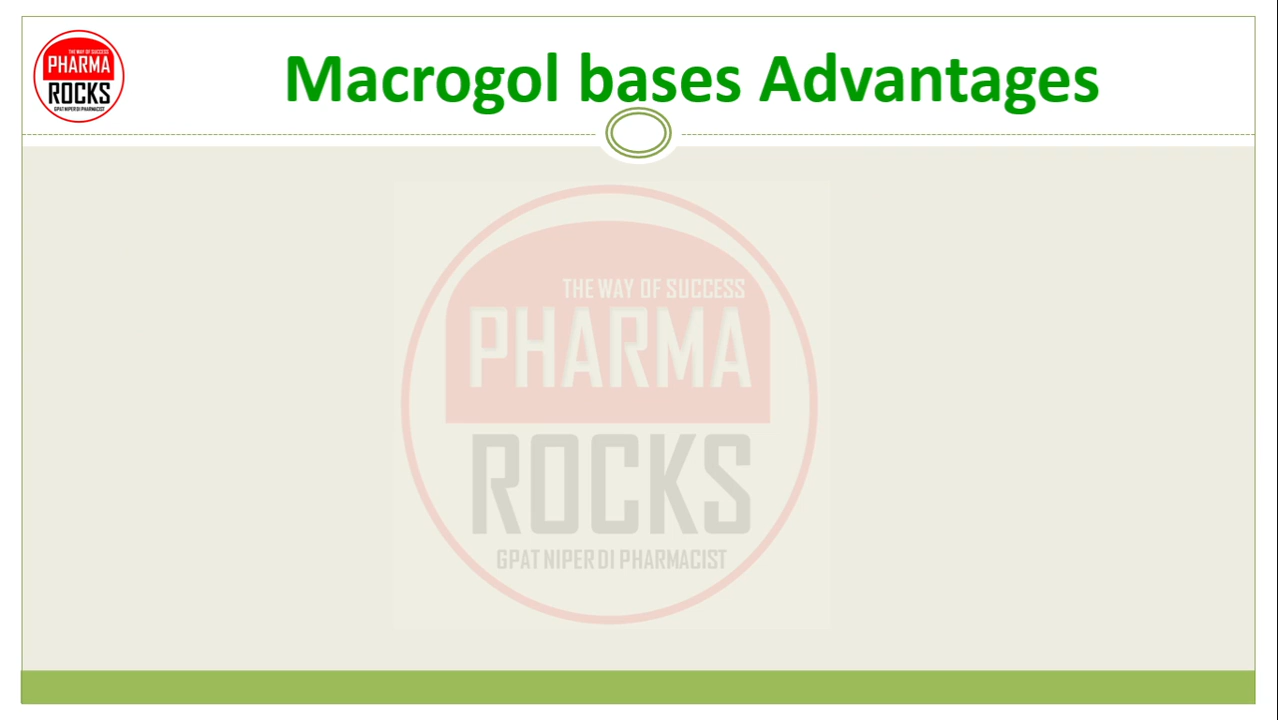 THE WAY OF SUCCESS
PHARMA
ROCKS
GPAT NIPER DI PHARMACIST
Macrogol bases Advantages
THE WAY OF SUCCESS
PHARMA
ROCKS
GPAT NIPER DI PHARMACIST